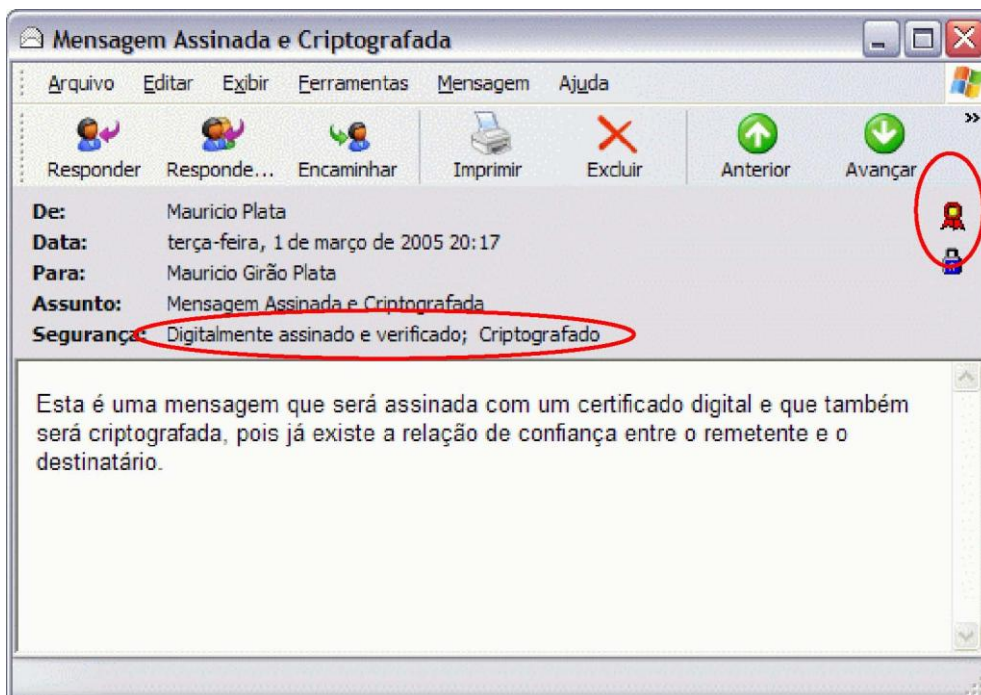 Mensagem Assinada e Criptografada
Arquivo Editar Exibir Ferramentas Mensagem Ajuda
»
Responder Responde... Encaminhar Imprimir Excluir Anterior Avançar
De: Mauricio Plata
Data: terça-feira, 1 de março de 2005 20:17
Para: Mauricio Girão Plata
Assunto: Mensagem Assinada e Criptografada
Segurança: Digitalmente assinado e verificado; Criptografado
Esta é uma mensagem que será assinada com um certificado digital e que também
será criptografada, pois já existe a relação de confiança entre o remetente e o
destinatário.